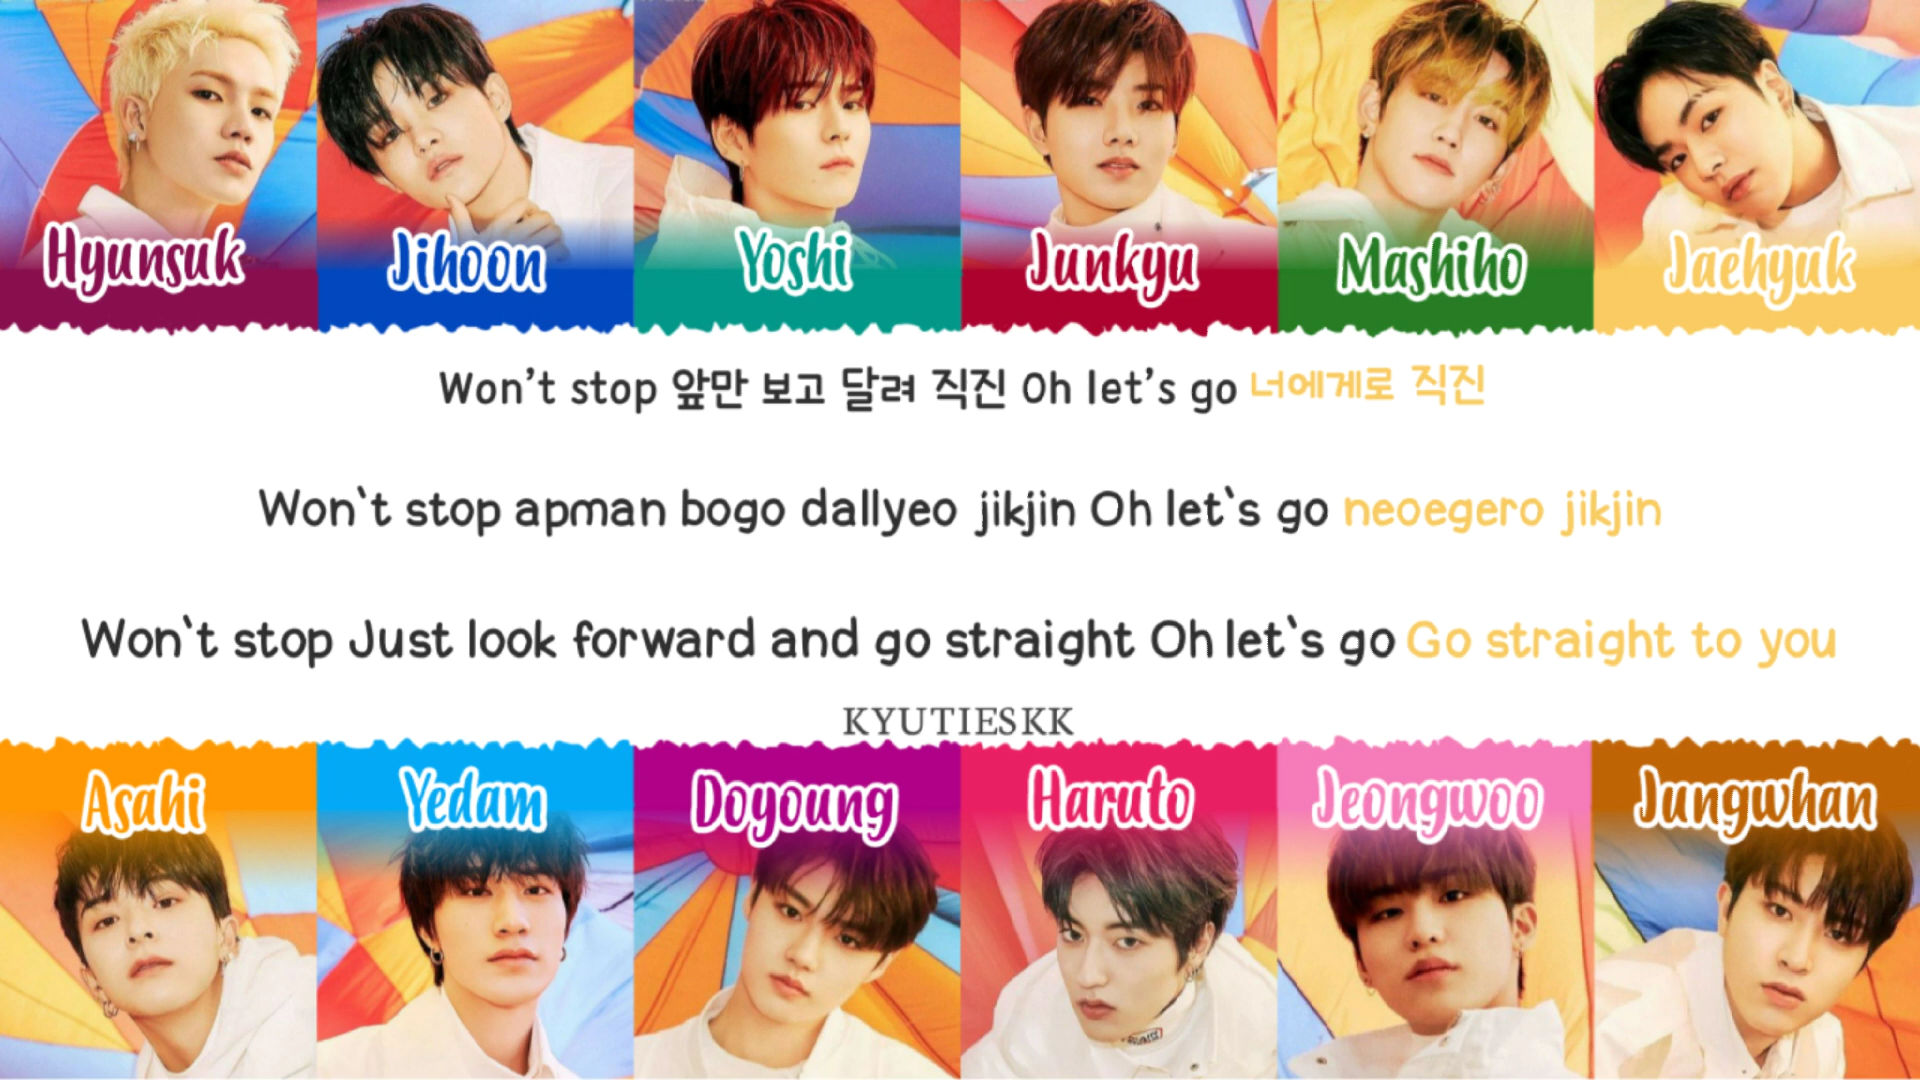 Hyunsuk Jihoon Yoshi Junkyu Mashiho Jaehyuk
Won't stop 앞만 보고 달려 직진 Oh let's go 너에게로 직진
Won`t stop apman bogo dallyeo jikjin Oh let`s go neoegero jikjin
Won`t stop Just look forward and go straight Oh let`s go Go straight to you
KYUTIESKK
Asahi Yedam Doyoung Haruto Jeongwoo Jungwhan